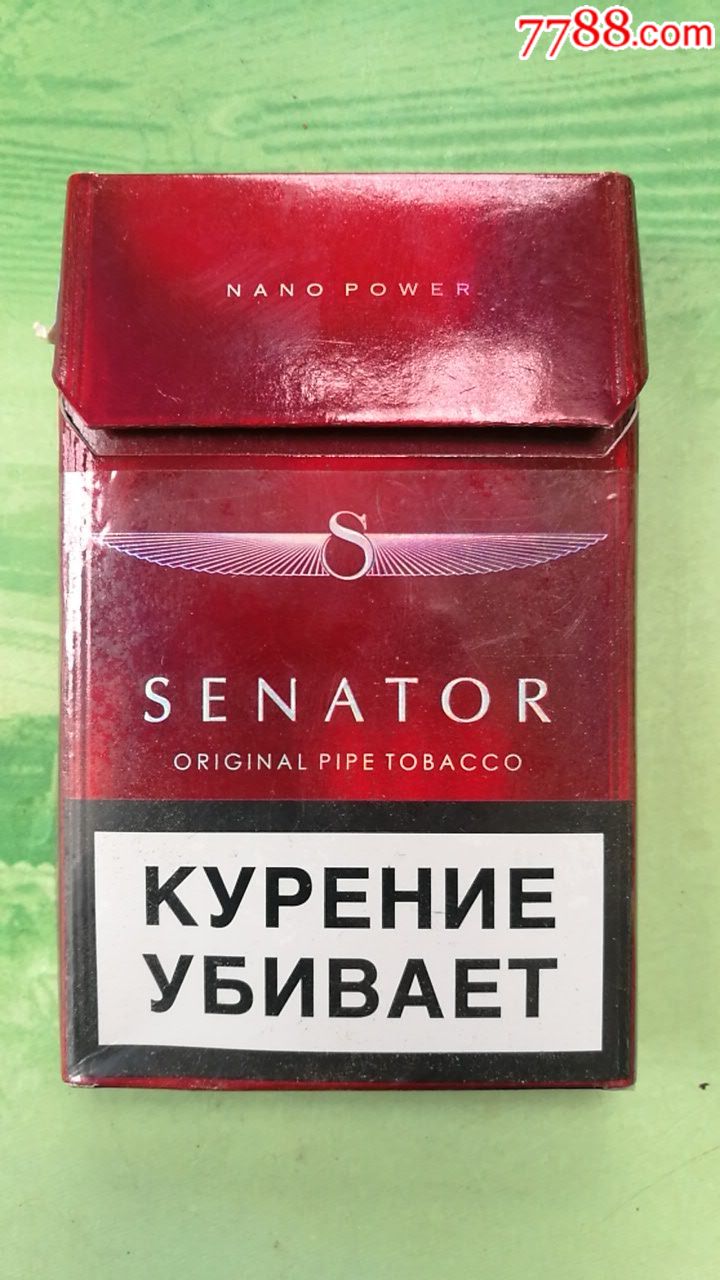 7788.com
NANO POWER
S
SENATOR
ORIGINAL PIPE TOBACCO
КУРЕНИЕ
УБИВАЕТ